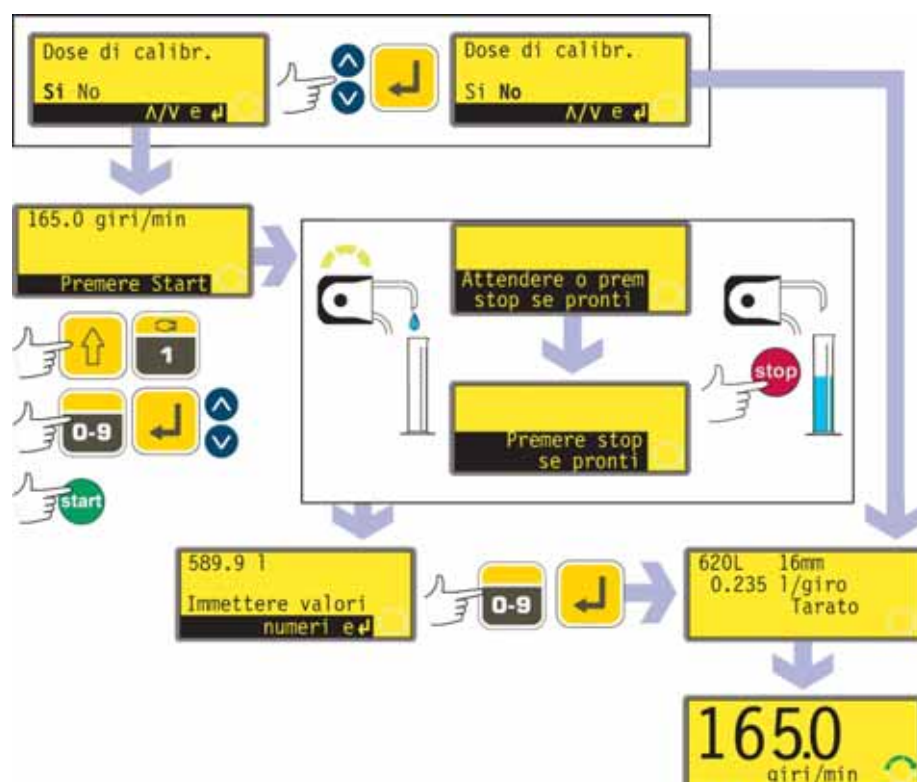 Dose di calibr.
Si No
Λ/V e ↲
Dose di calibr.
Si No
Λ/V e ↲
165.0 giri/min
Premere Start
1
0-9
start
Attendere o prem
stop se pronti
stop
Premere stop
se pronti
589.9 l
Immettere valori
numeri e↲
0-9
620L 16mm
0.235 l/giro
Tarato
165.0
giri/min